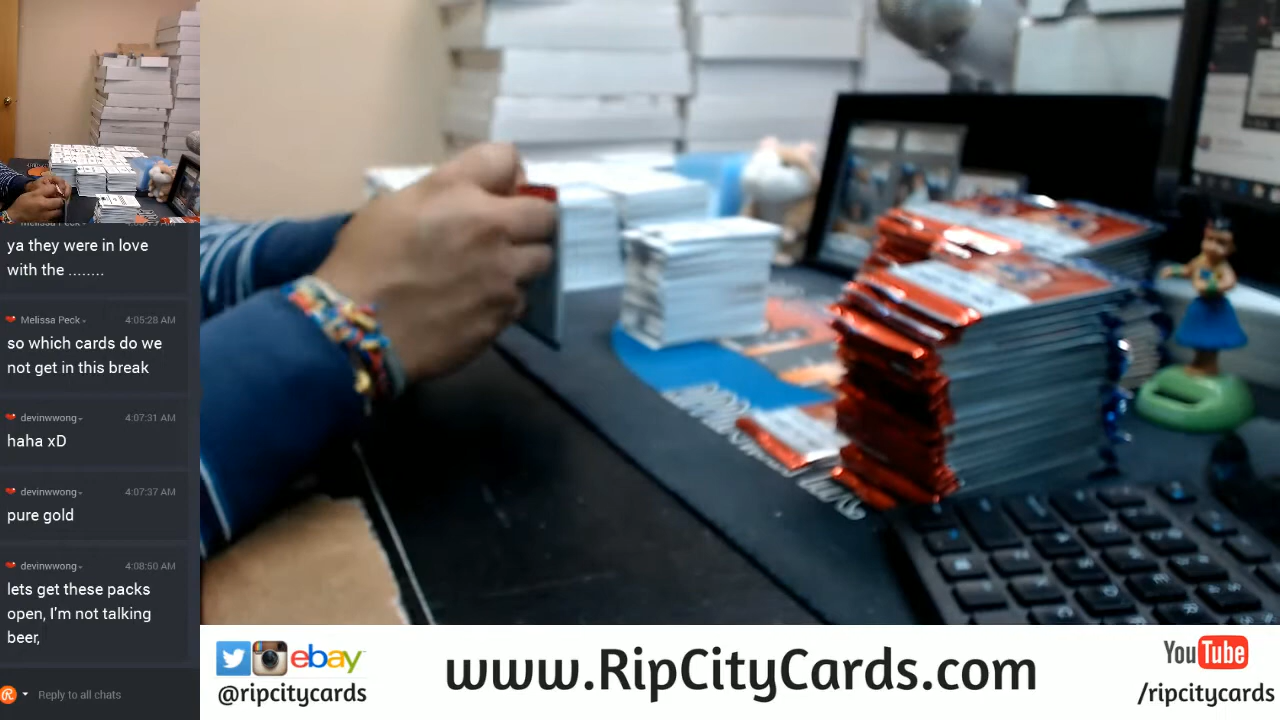 Melissa Peck
ya they were in love
with the ........
Melissa Peck
4:05:28 AM
so which cards do we
not get in this break
devinwwong
4:07:31 AM
haha xD
devinwwong
4:07:37 AM
pure gold
devinwwong
4:08:50 AM
lets get these packs
open, I'm not talking
beer,
Reply to all chats
ebay
@ripcitycards
www.RipCityCards.com
YouTube
/ripcitycards